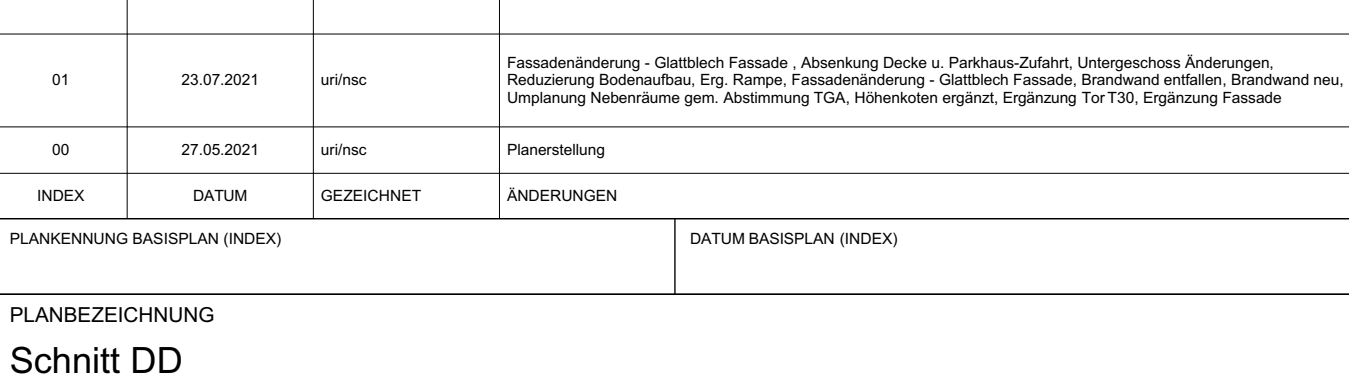 01 23.07.2021 uri/nsc Fassadenänderung - Glattblech Fassade , Absenkung Decke u. Parkhaus-Zufahrt, Untergeschoss Änderungen,
Reduzierung Bodenaufbau, Erg. Rampe, Fassadenänderung - Glattblech Fassade, Brandwand entfallen, Brandwand neu,
Umplanung Nebenräume gem. Abstimmung TGA, Höhenkoten ergänzt, Ergänzung Tor T30, Ergänzung Fassade
00 27.05.2021 uri/nsc Planerstellung
INDEX DATUM GEZEICHNET ÄNDERUNGEN
PLANKENNUNG BASISPLAN (INDEX) DATUM BASISPLAN (INDEX)
PLANBEZEICHNUNG
Schnitt DD